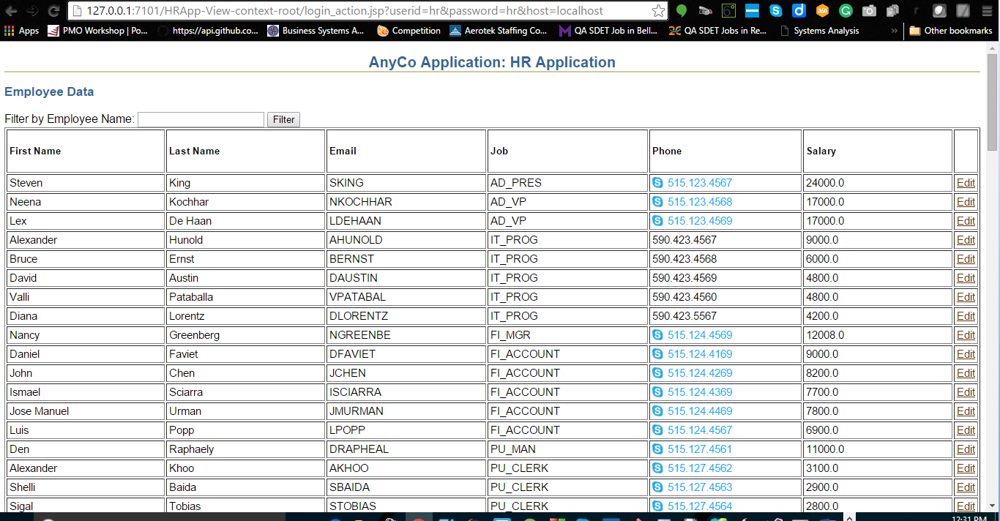 127.0.0.1:7101/HRApp-View-context-root/login_action.jsp?userid=hr&password=hr&host=localhost
Apps PMO Workshop | Po... https://api.github.co... Business Systems A... Competition Aerotek Staffing Co... QA SDET Job in Bell... QA SDET Jobs in Re... Systems Analysis » Other bookmarks
AnyCo Application: HR Application
Employee Data
Filter by Employee Name: Filter
First Name Last Name Email Job Phone Salary
Steven King SKING AD_PRES 515.123.4567 24000.0 Edit
Neena Kochhar NKOCHHAR AD_VP 515.123.4568 17000.0 Edit
Lex De Haan LDEHAAN AD_VP 515.123.4569 17000.0 Edit
Alexander Hunold AHUNOLD IT_PROG 590.423.4567 9000.0 Edit
Bruce Ernst BERNST IT_PROG 590.423.4568 6000.0 Edit
David Austin DAUSTIN IT_PROG 590.423.4569 4800.0 Edit
Valli Pataballa VPATABAL IT_PROG 590.423.4560 4800.0 Edit
Diana Lorentz DLORENTZ IT_PROG 590.423.5567 4200.0 Edit
Nancy Greenberg NGREENBE FI_MGR 515.124.4569 12008.0 Edit
Daniel Faviet DFAVIET FI_ACCOUNT 515.124.4169 9000.0 Edit
John Chen JCHEN FI_ACCOUNT 515.124.4269 8200.0 Edit
Ismael Sciarra ISCIARRA FI_ACCOUNT 515.124.4369 7700.0 Edit
Jose Manuel Urman JMURMAN FI_ACCOUNT 515.124.4469 7800.0 Edit
Luis Popp LPOPP FI_ACCOUNT 515.124.4567 6900.0 Edit
Den Raphaely DRAPHEAL PU_MAN 515.127.4561 11000.0 Edit
Alexander Khoo AKHOO PU_CLERK 515.127.4562 3100.0 Edit
Shelli Baida SBAIDA PU_CLERK 515.127.4563 2900.0 Edit
Sigal Tobias STOBIAS PU_CLERK 515.127.4564 2800.0 Edit
12:31 PM